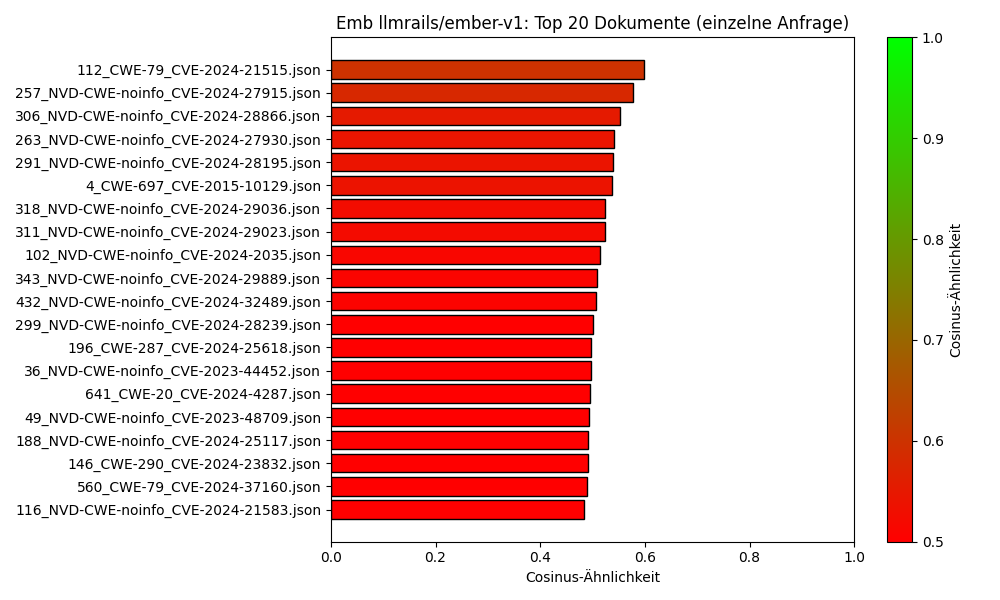 Emb llmrails/ember-v1: Top 20 Dokumente (einzelne Anfrage)
112_CWE-79_CVE-2024-21515.json
257_NVD-CWE-noinfo_CVE-2024-27915.json
306_NVD-CWE-noinfo_CVE-2024-28866.json
263_NVD-CWE-noinfo_CVE-2024-27930.json
291_NVD-CWE-noinfo_CVE-2024-28195.json
4_CWE-697_CVE-2015-10129.json
318_NVD-CWE-noinfo_CVE-2024-29036.json
311_NVD-CWE-noinfo_CVE-2024-29023.json
102_NVD-CWE-noinfo_CVE-2024-2035.json
343_NVD-CWE-noinfo_CVE-2024-29889.json
432_NVD-CWE-noinfo_CVE-2024-32489.json
299_NVD-CWE-noinfo_CVE-2024-28239.json
196_CWE-287_CVE-2024-25618.json
36_NVD-CWE-noinfo_CVE-2023-44452.json
641_CWE-20_CVE-2024-4287.json
49_NVD-CWE-noinfo_CVE-2023-48709.json
188_NVD-CWE-noinfo_CVE-2024-25117.json
146_CWE-290_CVE-2024-23832.json
560_CWE-79_CVE-2024-37160.json
116_NVD-CWE-noinfo_CVE-2024-21583.json
0.0 0.2 0.4 0.6 0.8 1.0
Cosinus-Ähnlichkeit
1.0
0.9
0.8
0.7
0.6
0.5
Cosinus-Ähnlichkeit